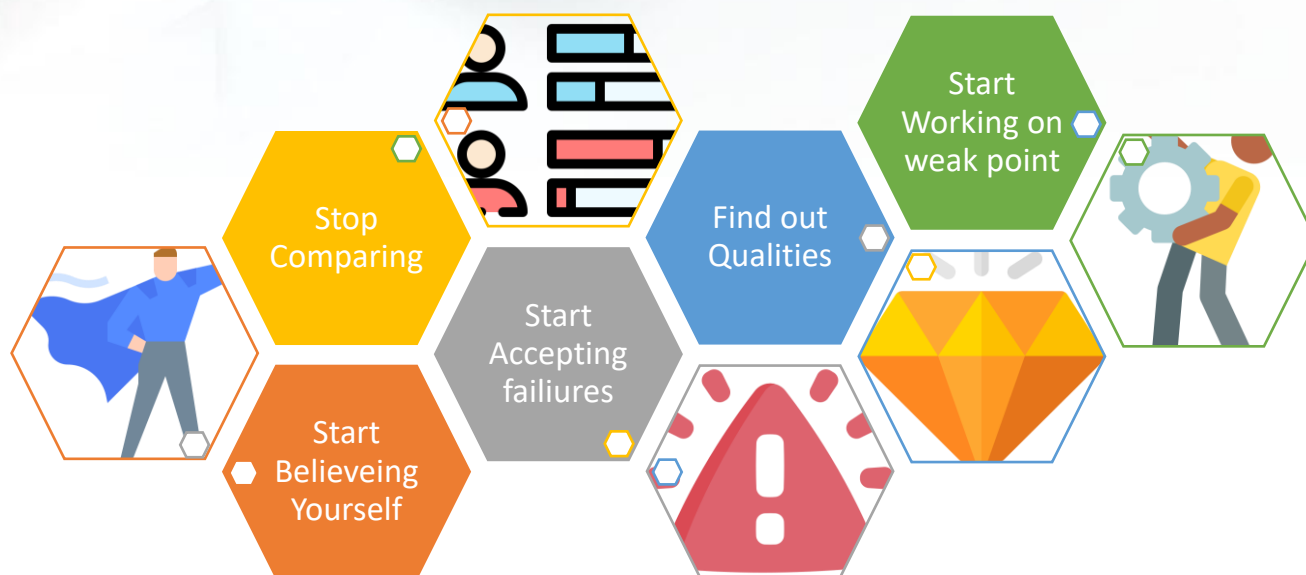 Stop
Comparing
Start
Believeing
Yourself
Start
Accepting
failiures
Find out
Qualities
Start
Working on
weak point